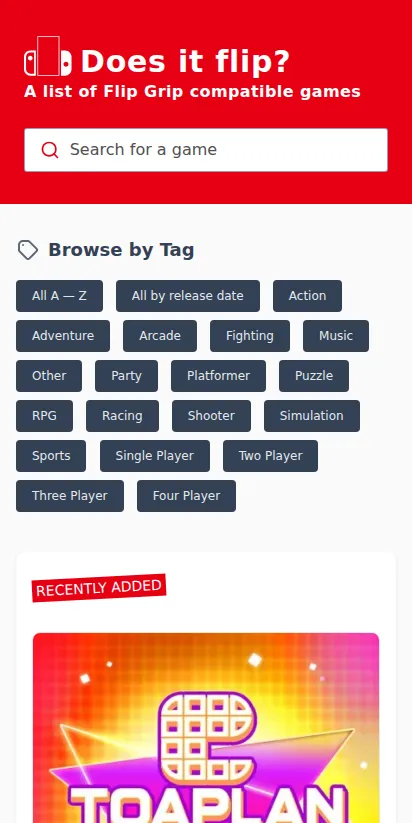 Does it flip?
A list of Flip Grip compatible games
Search for a game
Browse by Tag
All A — Z
All by release date
Action
Adventure
Arcade
Fighting
Music
Other
Party
Platformer
Puzzle
RPG
Racing
Shooter
Simulation
Sports
Single Player
Two Player
Three Player
Four Player
RECENTLY ADDED
TOAPLAN